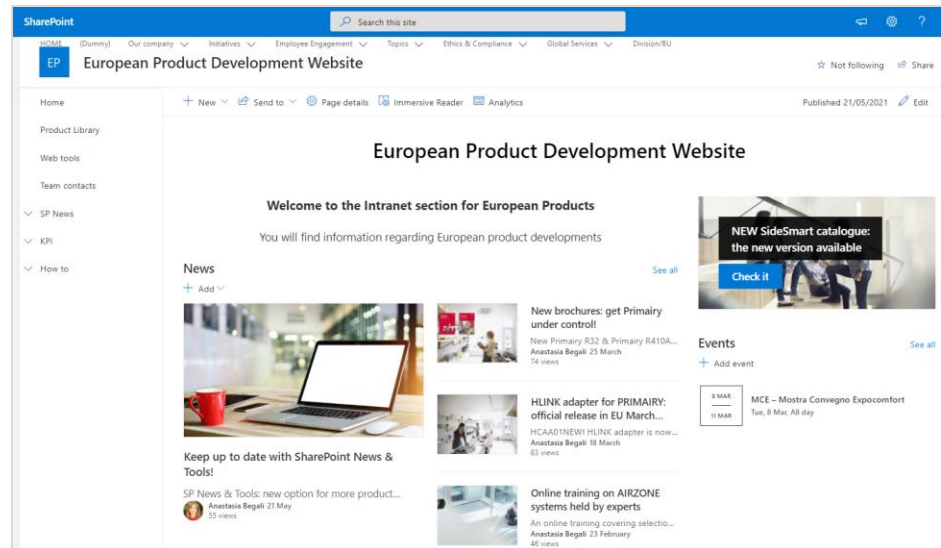 SharePoint
Search this site
?
HOME (Dummy) Our company Initiatives Employee Engagement Topics Ethics & Compliance Global Services Division/BU
EP
European Product Development Website
Not following Share
Home
Product Library
Web tools
Team contacts
SP News
KPI
How to
New Send to Page details Immersive Reader Analytics
Published 21/05/2021 Edit
European Product Development Website
Welcome to the Intranet section for European Products
You will find information regarding European product developments
News
See all
Add
Keep up to date with SharePoint News &
Tools!
SP News & Tools: new option for more product...
Anastasia Begali 21 May
55 views
New brochures: get Primairy
under control!
New Primairy R32 & Primairy R410A...
Anastasia Begali 25 March
74 views
HLINK adapter for PRIMAIRY:
official release in EU March...
HCAA01NEWI HLINK adapter is now...
Anastasia Begali 18 March
83 views
Online training on AIRZONE
systems held by experts
An online training covering selectio...
Anastasia Begali 23 February
46 views
NEW SideSmart catalogue:
the new version available
Check it
Events
See all
Add event
8 MAR
11 MAR
MCE – Mostra Convegno Expocomfort
Tue, 8 Mar, All day